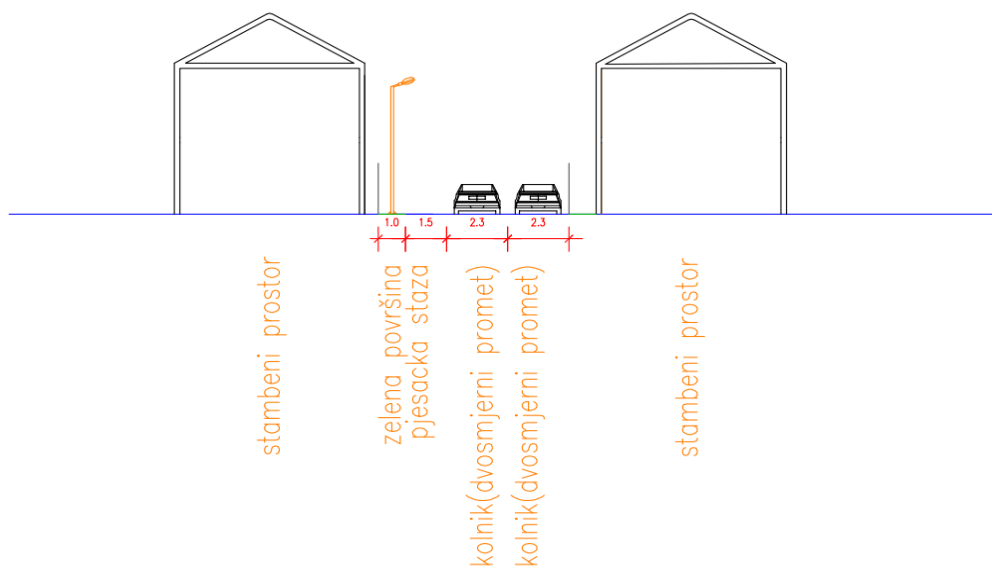 1.0
1.5
2.3
2.3
stambeni prostor
zelena površina
pjesacka staza
kolnik(dvosmjerni promet)
kolnik(dvosmjerni promet)
stambeni prostor